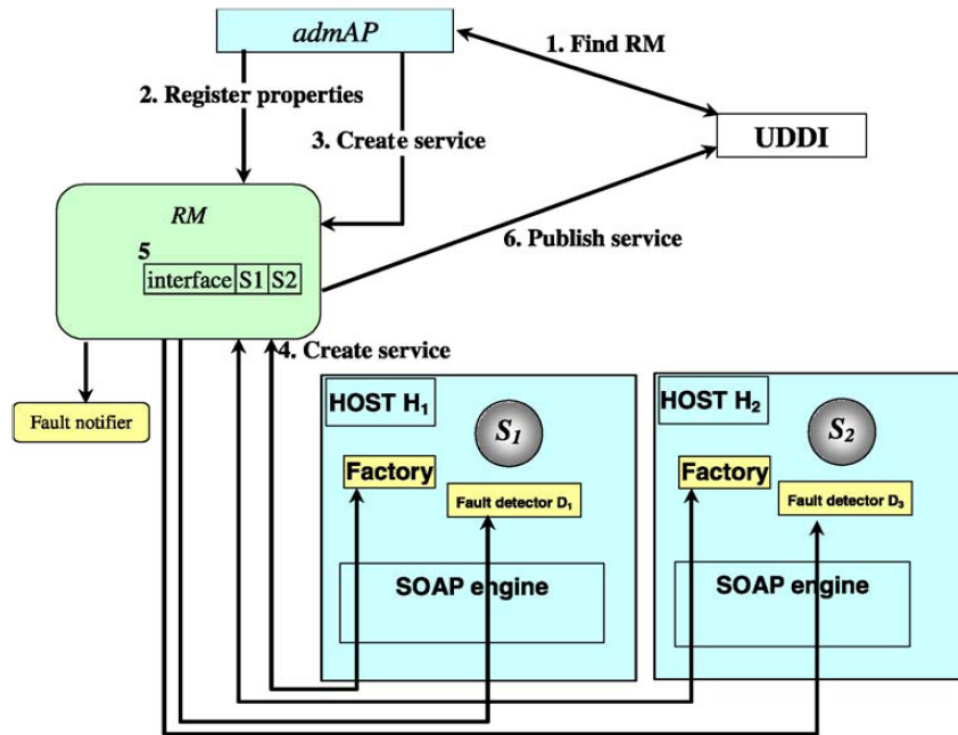 admAP
1. Find RM
2. Register properties
3. Create service
UDDI
RM
6. Publish service
5
interface S1 S2
4. Create service
Fault notifier
HOST H₁
S₁
Factory
Fault detector D₁
SOAP engine
HOST H₂
S₂
Factory
Fault detector D₃
SOAP engine